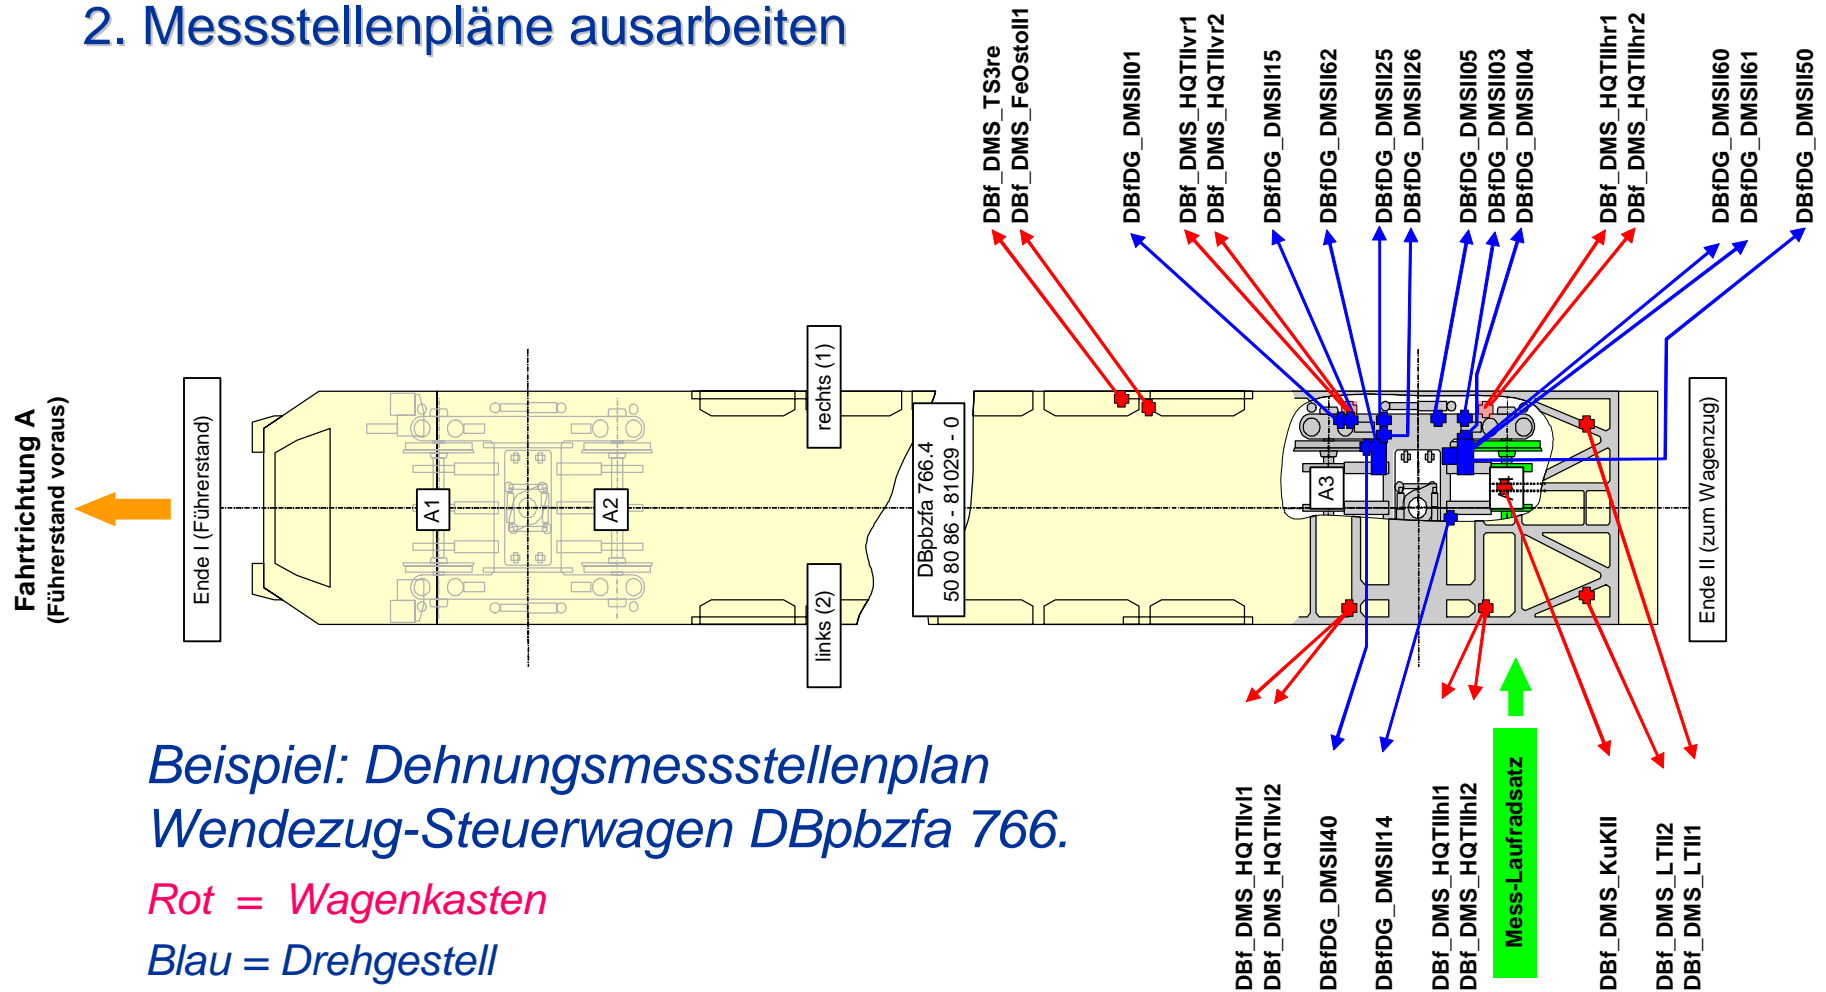 2. Messstellenpläne ausarbeiten
DBf_DMS_TS3re
DBf_DMS_FeOstoll1
DBfDG_DMSII01
DBf_DMS_HQTIIvr1
DBf_DMS_HQTIIvr2
DBfDG_DMSII15
DBfDG_DMSII62
DBfDG_DMSII25
DBfDG_DMSII26
DBfDG_DMSII05
DBfDG_DMSII03
DBfDG_DMSII04
DBf_DMS_HQTIIhr1
DBf_DMS_HQTIIhr2
DBfDG_DMSII60
DBfDG_DMSII61
DBfDG_DMSII50
Fahrtrichtung A
(Führerstand voraus)
Ende I (Führerstand)
A1
A2
rechts (1)
links (2)
DBpbzfa 766.4
50 80 86 - 81029 - 0
A3
Ende II (zum Wagenzug)
Beispiel: Dehnungsmessstellenplan
Wendezug-Steuerwagen DBpbzfa 766.
Rot = Wagenkasten
Blau = Drehgestell
DBf_DMS_HQTIIvl1
DBf_DMS_HQTIIvl2
DBfDG_DMSII40
DBfDG_DMSII14
DBf_DMS_HQTIIhl1
DBf_DMS_HQTIIhl2
Mess-Laufradsatz
DBf_DMS_KuKII
DBf_DMS_LTII2
DBf_DMS_LTII1